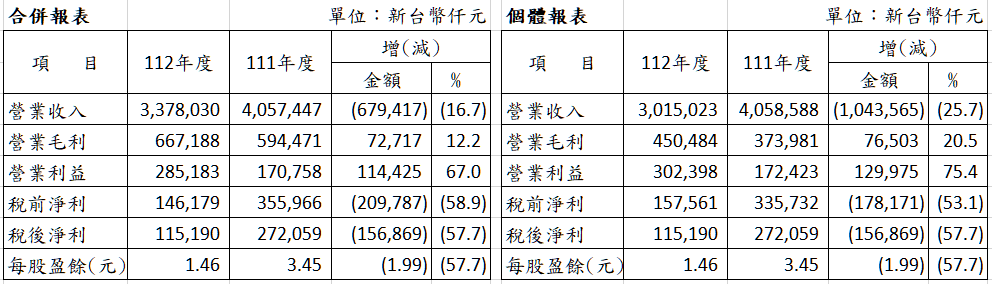 合併報表 單位：新台幣仟元
項 目 112年度 111年度 增(減)
金額 %
營業收入 3,378,030 4,057,447 (679,417) (16.7)
營業毛利 667,188 594,471 72,717 12.2
營業利益 285,183 170,758 114,425 67.0
稅前淨利 146,179 355,966 (209,787) (58.9)
稅後淨利 115,190 272,059 (156,869) (57.7)
每股盈餘(元) 1.46 3.45 (1.99) (57.7)
個體報表 單位：新台幣仟元
項 目 112年度 111年度 增(減)
金額 %
營業收入 3,015,023 4,058,588 (1,043,565) (25.7)
營業毛利 450,484 373,981 76,503 20.5
營業利益 302,398 172,423 129,975 75.4
稅前淨利 157,561 335,732 (178,171) (53.1)
稅後淨利 115,190 272,059 (156,869) (57.7)
每股盈餘(元) 1.46 3.45 (1.99) (57.7)